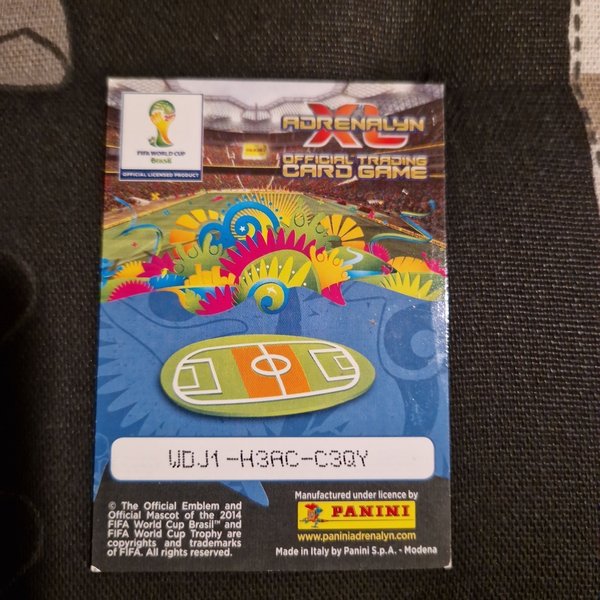 FIFA WORLD CUP
Brasil
OFFICIAL LICENSED PRODUCT
ADRENALYN
XL
OFFICIAL TRADING
CARD GAME
WDJ1-H3AC-C3QY
© The Official Emblem and
Official Mascot of the 2014
FIFA World Cup Brasil™ and
FIFA World Cup Trophy are
copyrights and trademarks
of FIFA. All rights reserved.
Manufactured under licence by
PANINI
www.paniniadrenalyn.com
Made in Italy by Panini S.p.A. - Modena